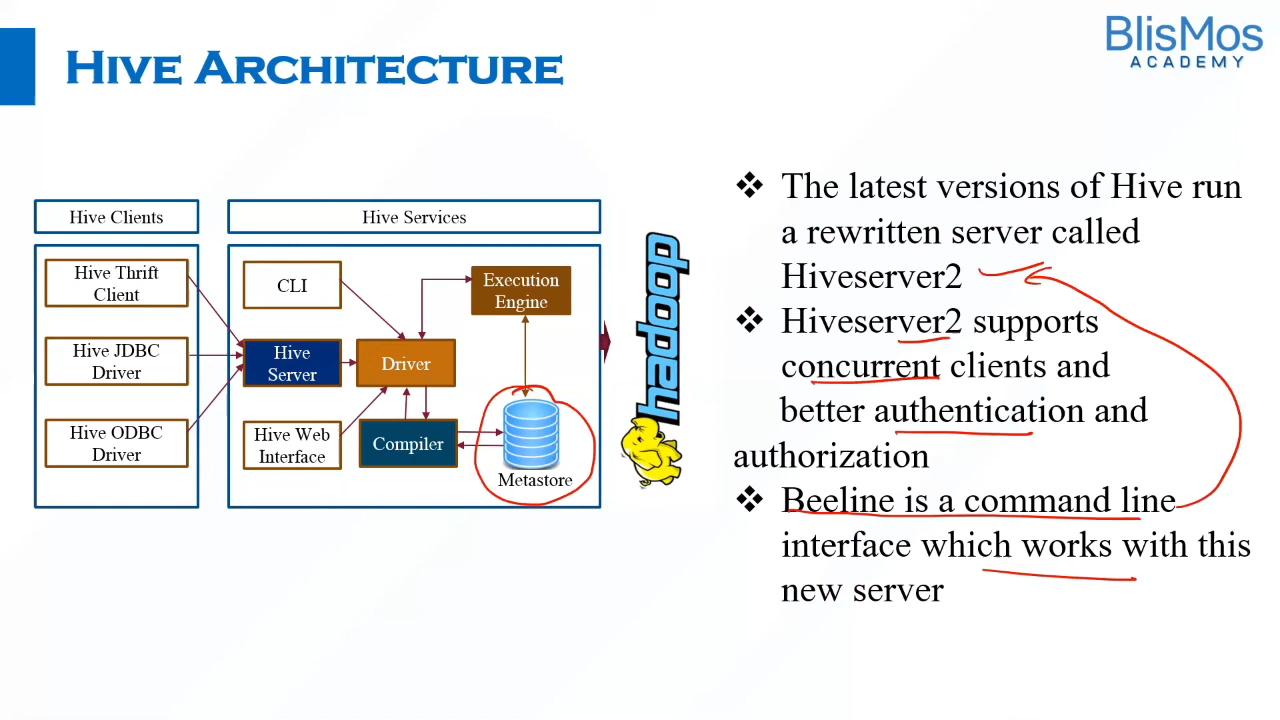 HIVE ARCHITECTURE
BlisMos
ACADEMY
Hive Clients
Hive Services
Hive Thrift
Client
Hive JDBC
Driver
Hive ODBC
Driver
CLI
Hive
Server
Hive Web
Interface
Driver
Compiler
Execution
Engine
Metastore
hadoop
❖ The latest versions of Hive run
a rewritten server called
Hiveserver2
❖ Hiveserver2 supports
concurrent clients and
better authentication and
authorization
❖ Beeline is a command line
interface which works with this
new server